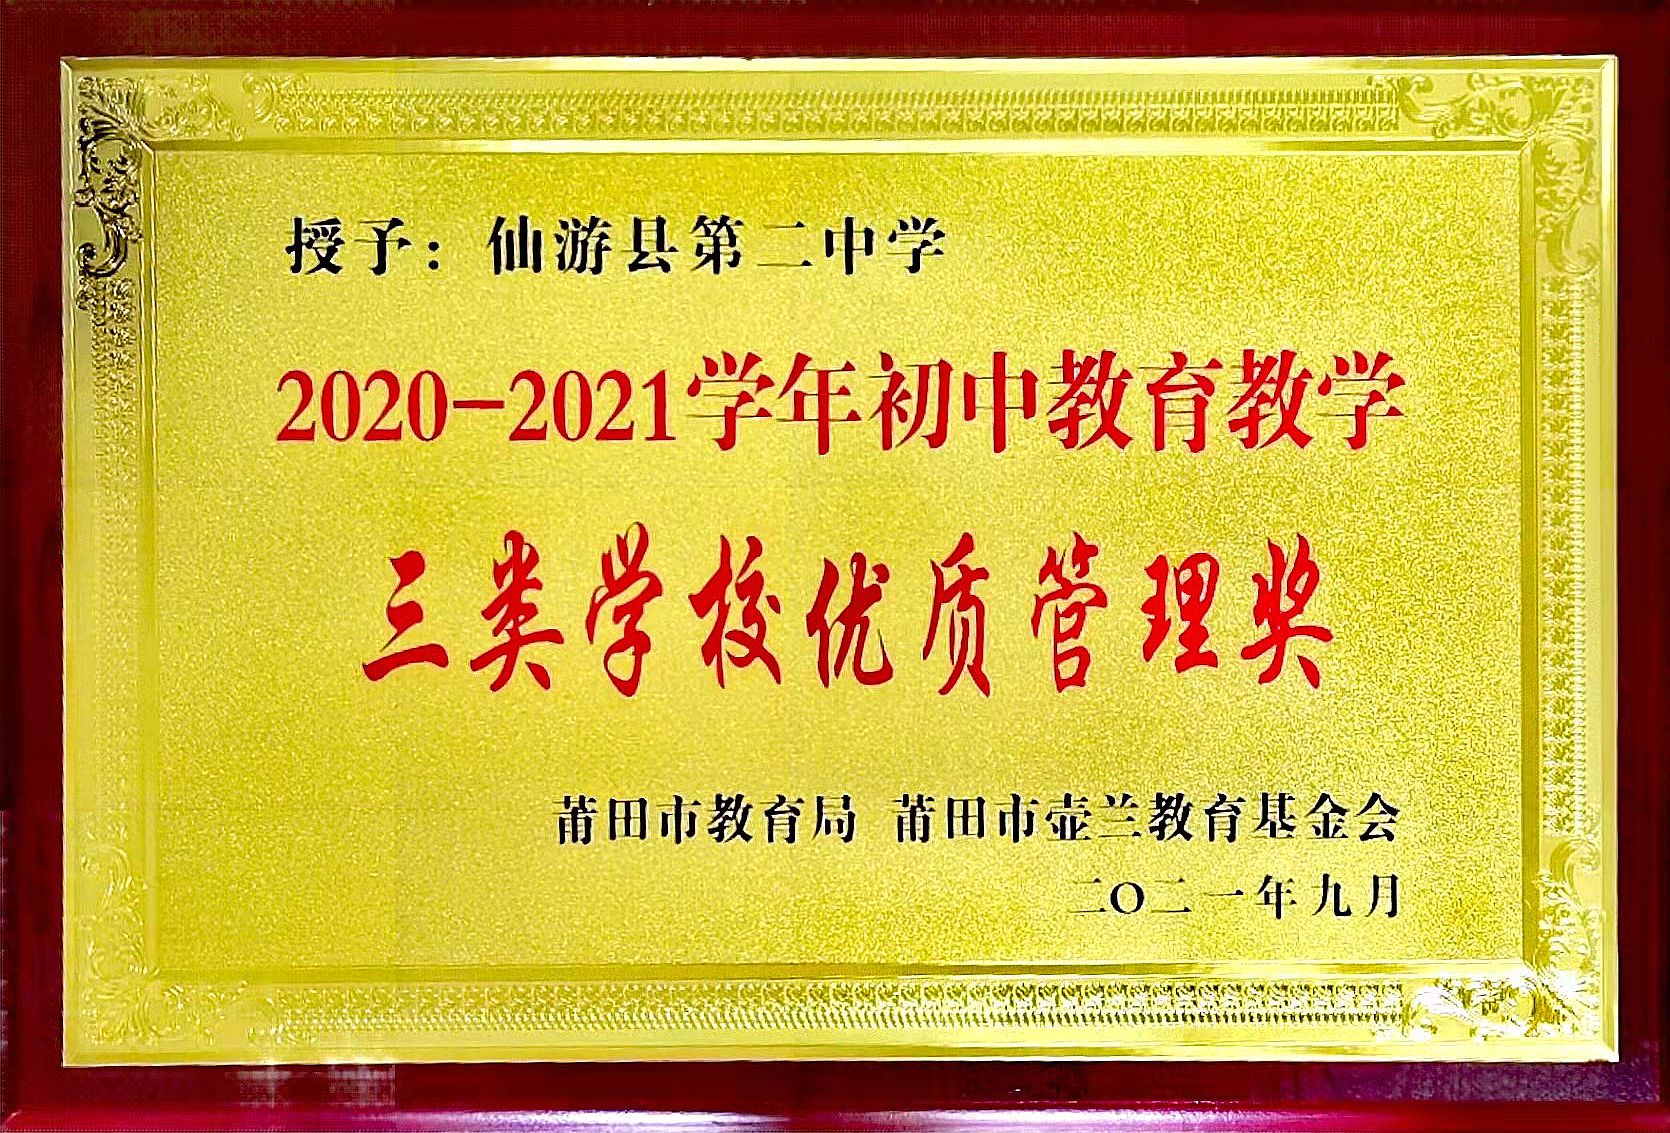 授予：仙游县第二中学
2020-2021学年初中教育教学
三类学校优质管理奖
莆田市教育局 莆田市壶兰教育基金会
二〇二一年九月